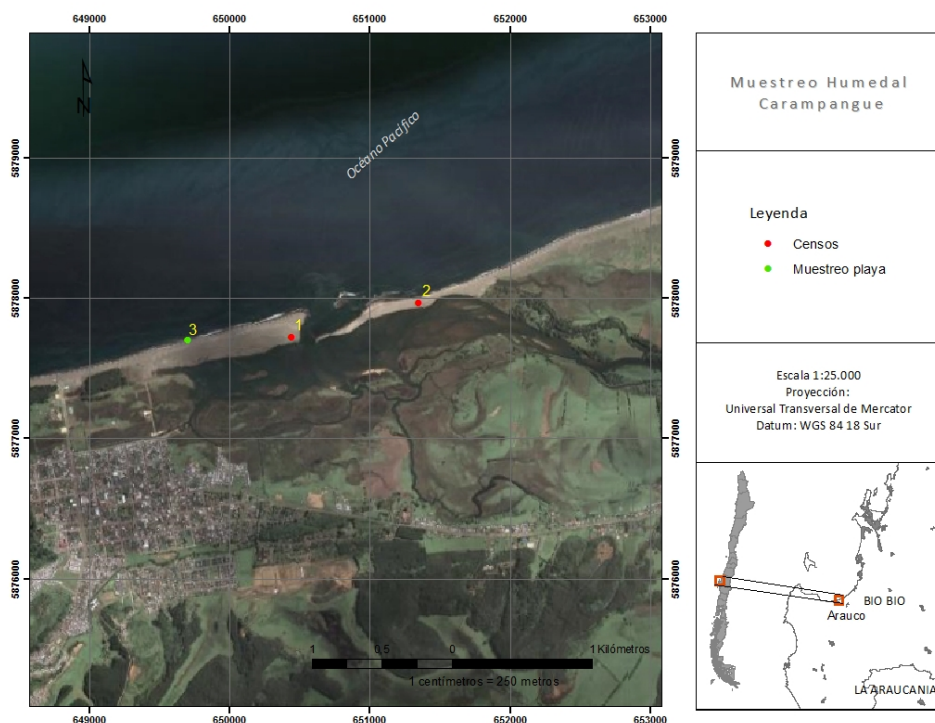 649000 650000 651000 652000 653000
5879000 5879000
5878000 5878000
5877000 5877000
5876000 5876000
N
Océano Pacífico
3
1
2
1 0.5 0 1 Kilómetros
1 centímetros = 250 metros
649000 650000 651000 652000 653000
Muestreo Humedal
Carampangue
Leyenda
Censos
Muestreo playa
Escala 1:25.000
Proyección:
Universal Transversal de Mercator
Datum: WGS 84 18 Sur
BIO BIO
Arauco
LA ARAUCANIA